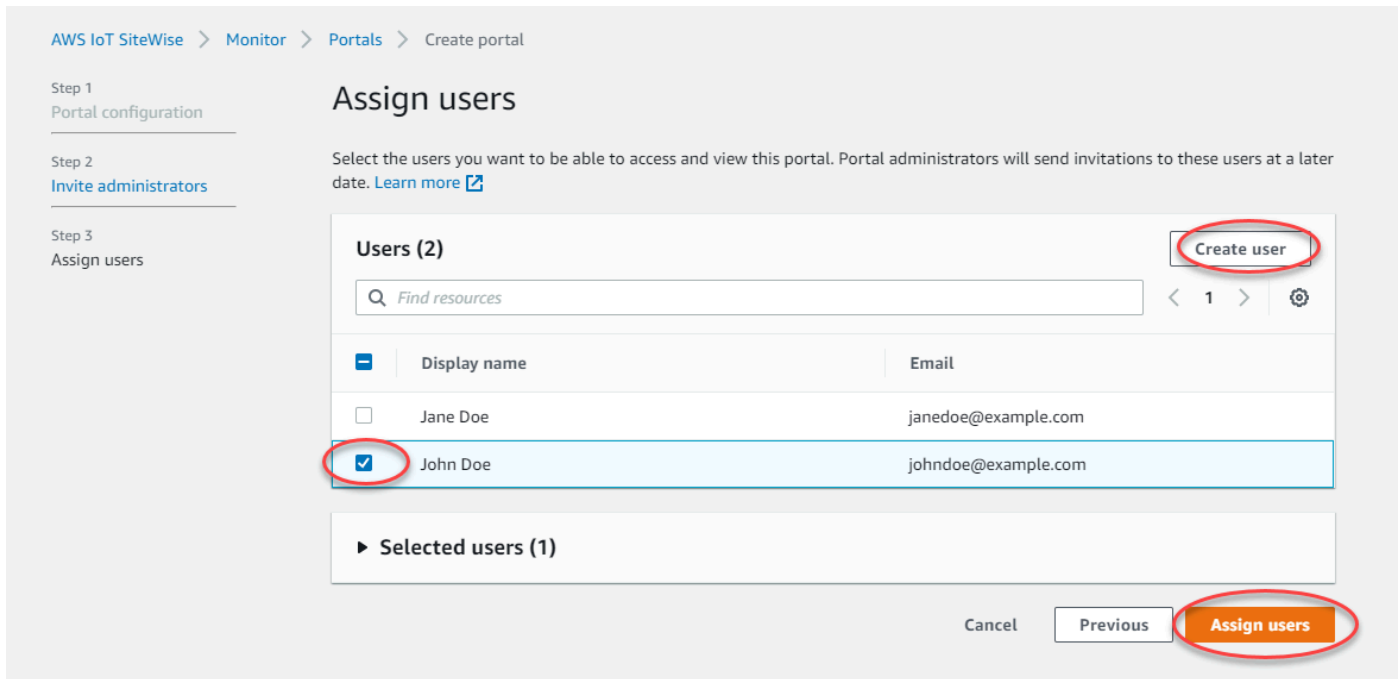 AWS IoT SiteWise > Monitor > Portals > Create portal
Step 1
Portal configuration
Step 2
Invite administrators
Step 3
Assign users
Assign users
Select the users you want to be able to access and view this portal. Portal administrators will send invitations to these users at a later
date. Learn more
Users (2)
Create user
Find resources
1
Display name
Email
Jane Doe
janedoe@example.com
John Doe
johndoe@example.com
Selected users (1)
Cancel
Previous
Assign users